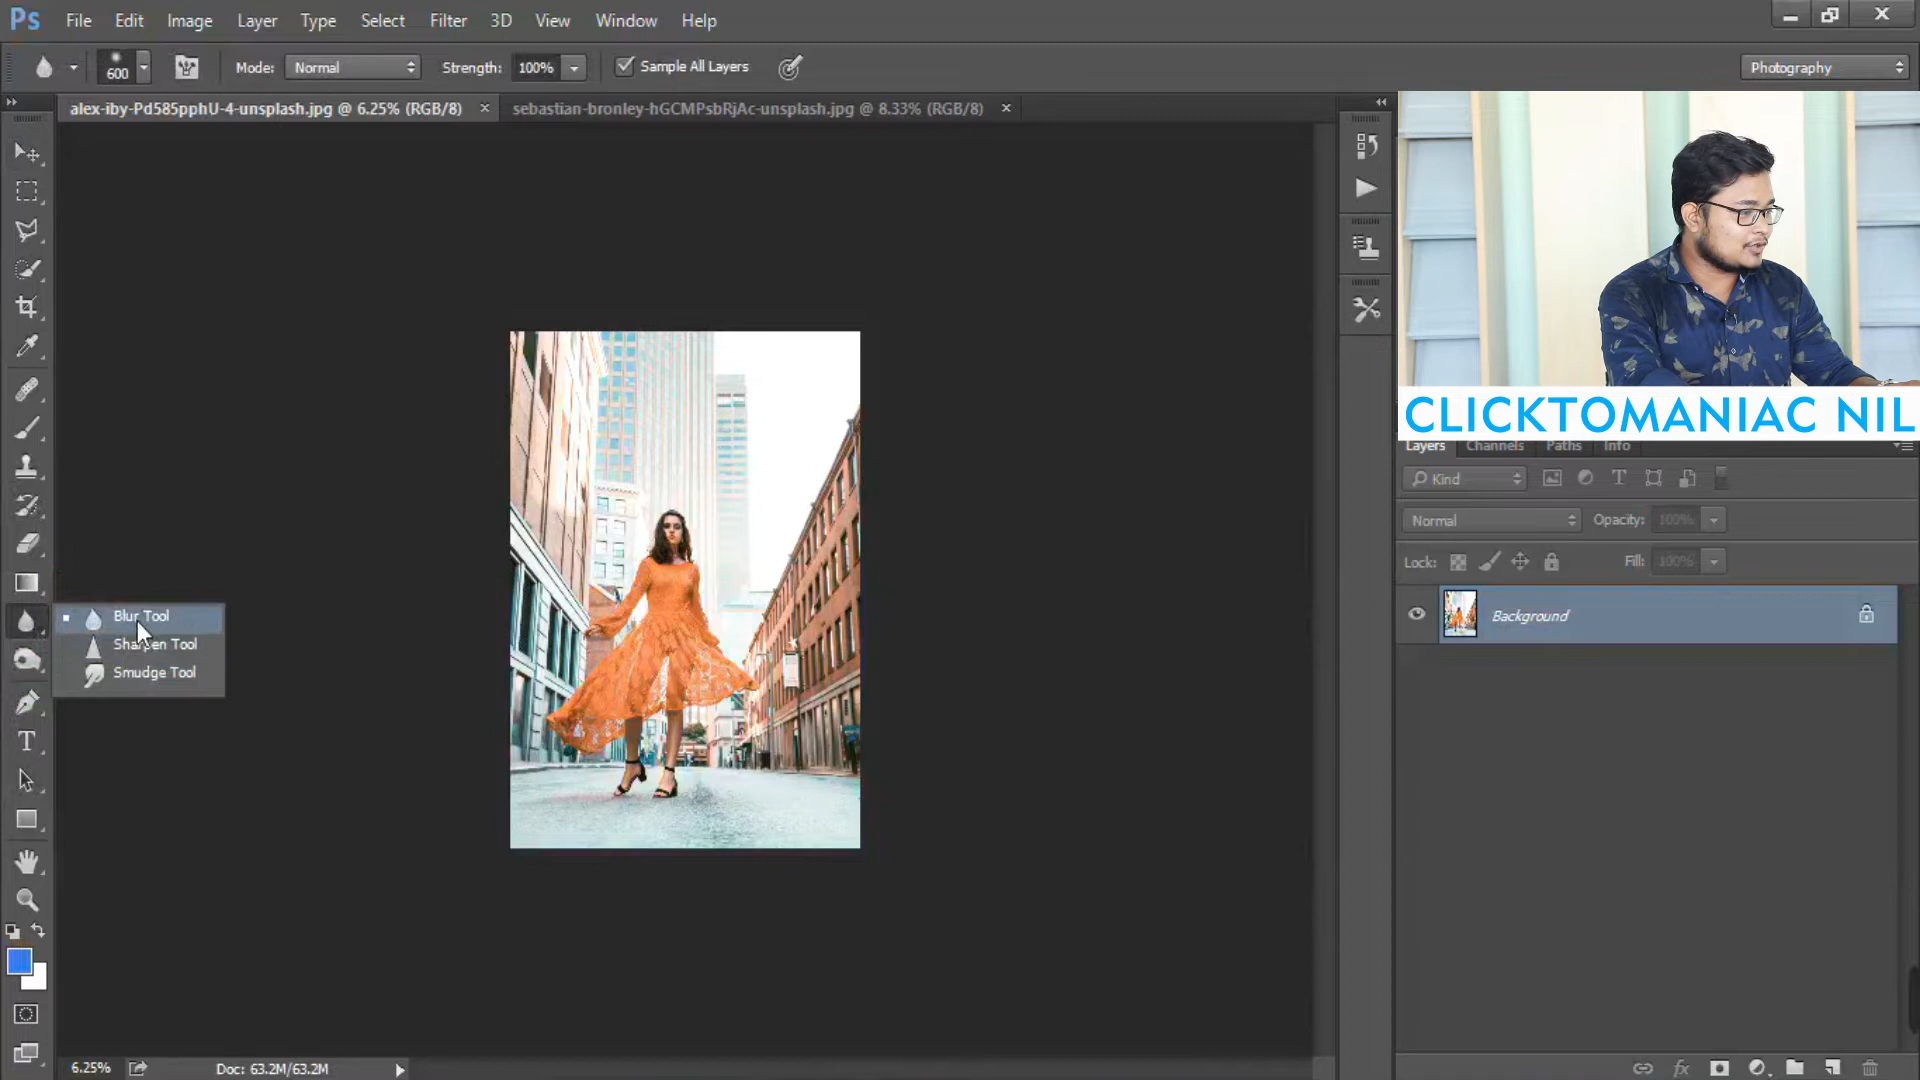 Ps File Edit Image Layer Type Select Filter 3D View Window Help
600 Mode: Normal Strength: 100% Sample All Layers Photography
alex-iby-Pd585pphU-4-unsplash.jpg @ 6.25% (RGB/8) × sebastian-bronley-hGCMPsbRjAc-unsplash.jpg @ 8.33% (RGB/8) ×
CLICKTOMANIAC NIL
Layers Channels Paths Info
Kind
Normal Opacity: 100%
Lock: Fill: 100%
Background
Blur Tool
Sharpen Tool
Smudge Tool
6.25% Doc: 63.2M/63.2M